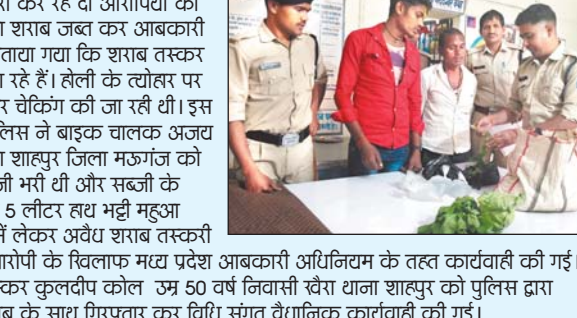 कर रहे दो आरोपियों को
शराब जब्त कर आबकारी
बताया गया कि शराब तस्कर
रहे हैं। होली के त्योहार पर
चेकिंग की जा रही थी। इस
पुलिस ने बाइक चालक अजय
शाहपुर जिला मऊगंज को
भरी थी और सब्जी के
5 लीटर हाथ भट्टी महुआ
में लेकर अवैध शराब तस्करी
आरोपी के खिलाफ मध्य प्रदेश आबकारी अधिनियम के तहत कार्यवाही की गई।
कुलदीप कोल उम्र 50 वर्ष निवासी खैरा थाना शाहपुर को पुलिस द्वारा
के साथ गिरफ्तार कर विधि संगत वैधानिक कार्यवाही की गई।